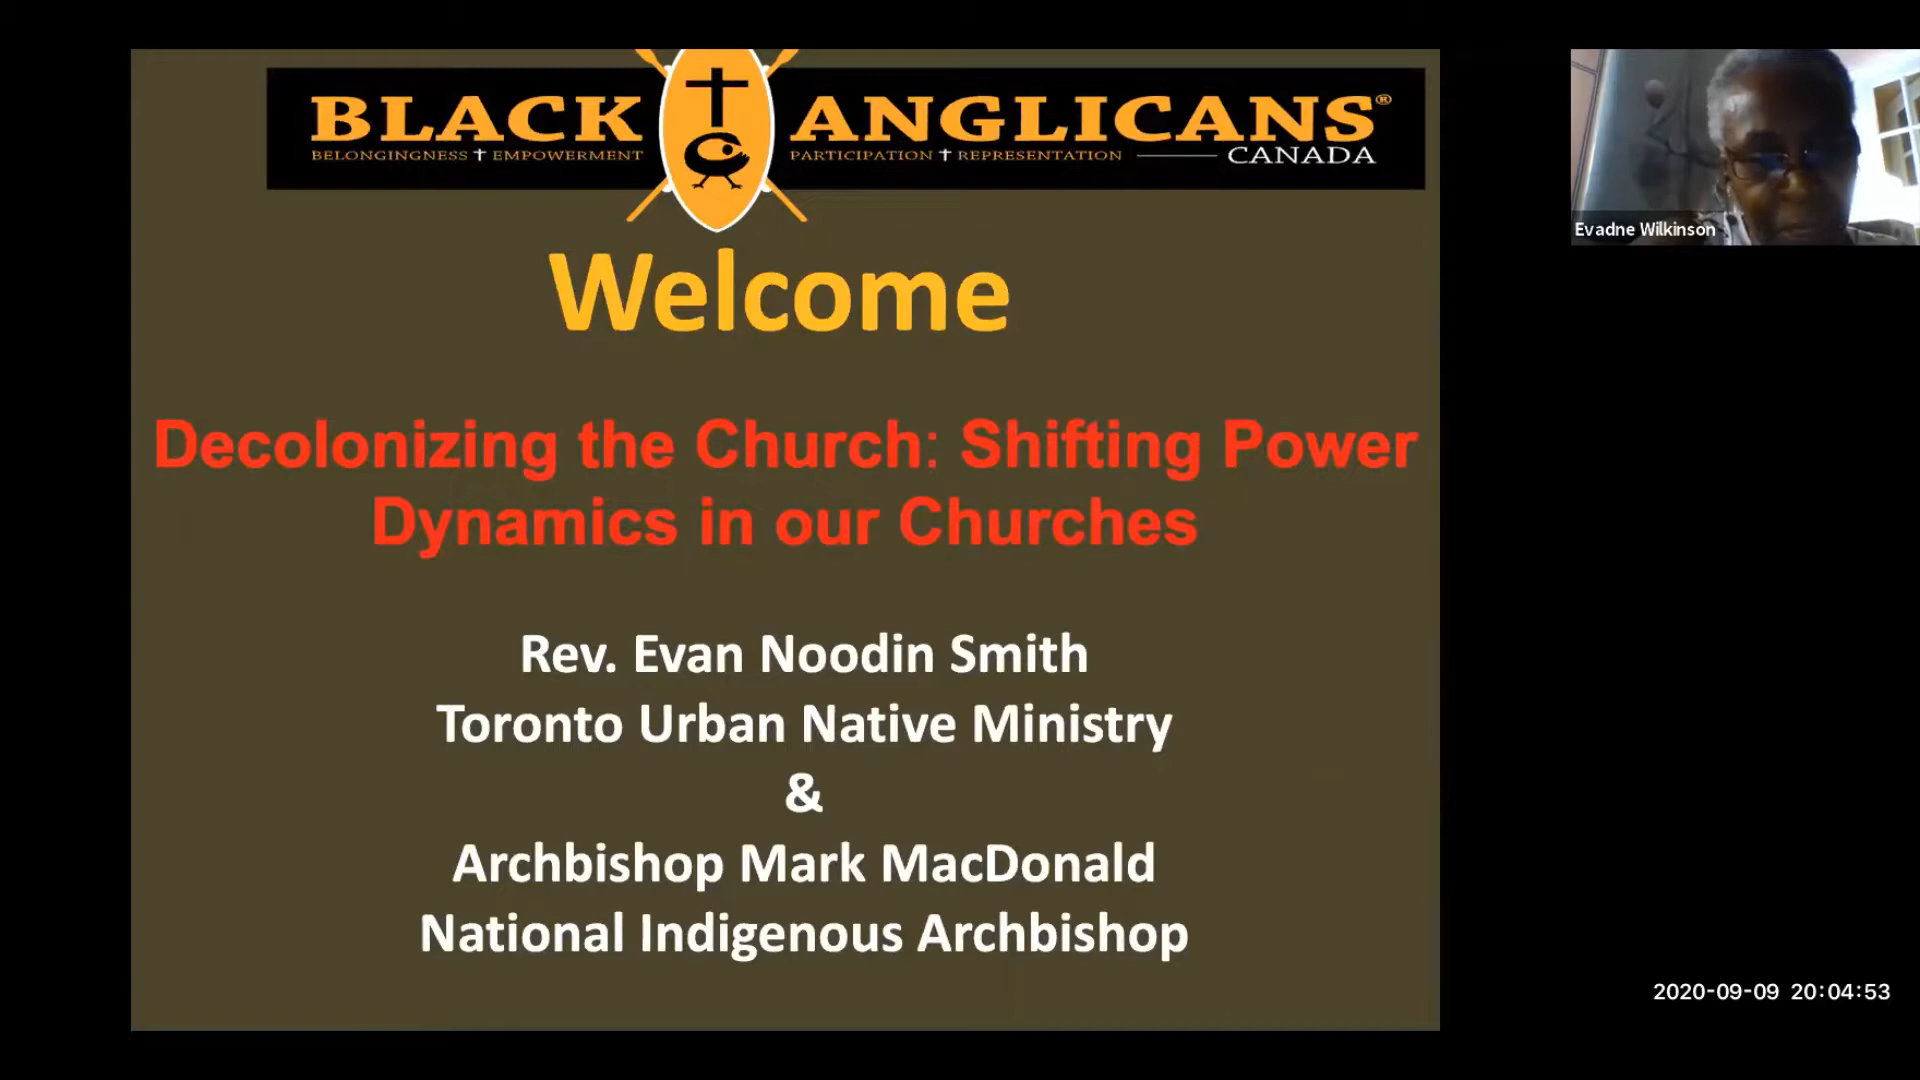 BLACK ANGLICANS®
BELONGINGNESS ✝ EMPOWERMENT PARTICIPATION ✝ REPRESENTATION CANADA
Welcome
Decolonizing the Church: Shifting Power
Dynamics in our Churches
Rev. Evan Noodin Smith
Toronto Urban Native Ministry
&
Archbishop Mark MacDonald
National Indigenous Archbishop
Evadne Wilkinson
2020-09-09 20:04:53